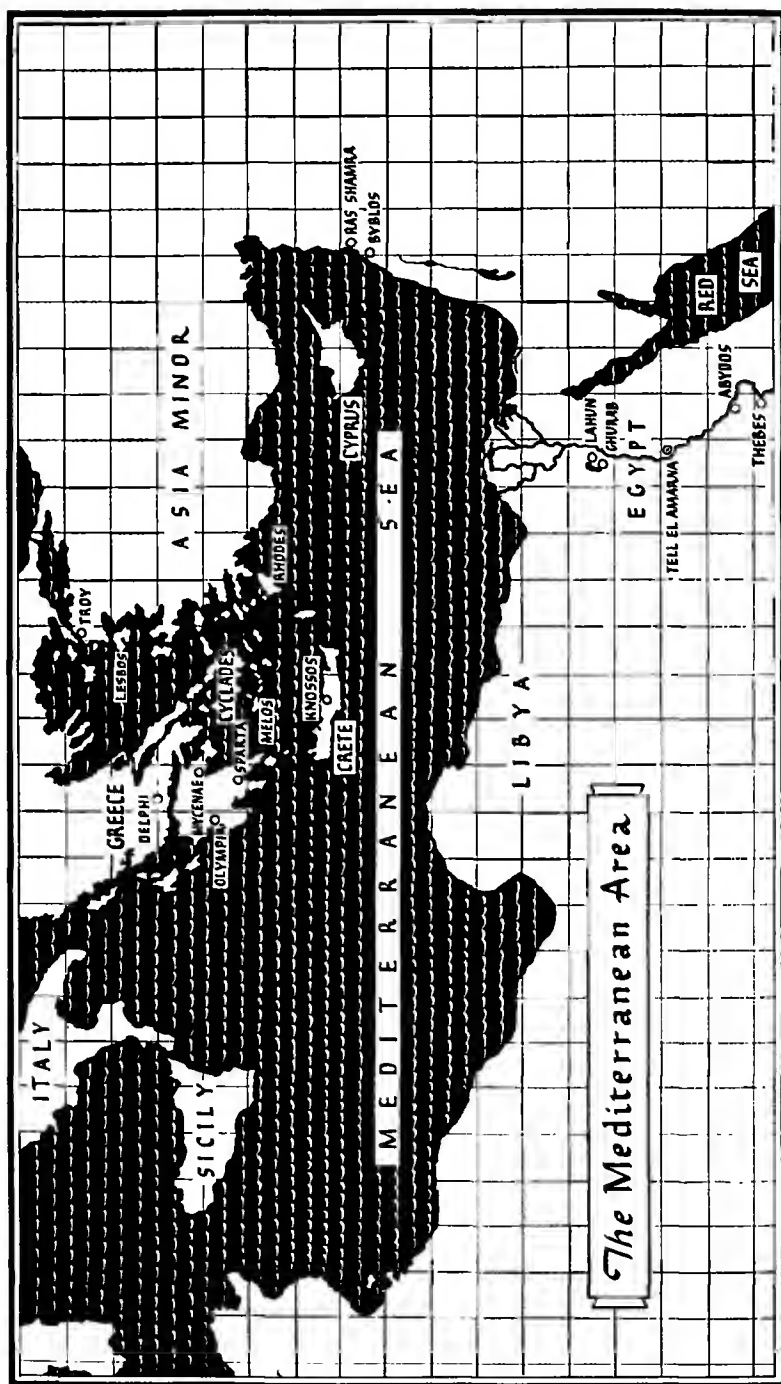 ITALY
SICILY
GREECE
DELPHI
MYCENAE
OLYMPIA
SPARTA
TROY
LESBOS
CYCLADES
MELOS
KNOSSOS
CRETE
RHODES
ASIA MINOR
CYPRUS
RAS SHAMRA
BYBLOS
MEDITERRANEAN SEA
LIBYA
EGYPT
LAHUN
GHURAB
TELL EL AMARNA
ABYDOS
THEBES
RED
SEA
The Mediterranean Area